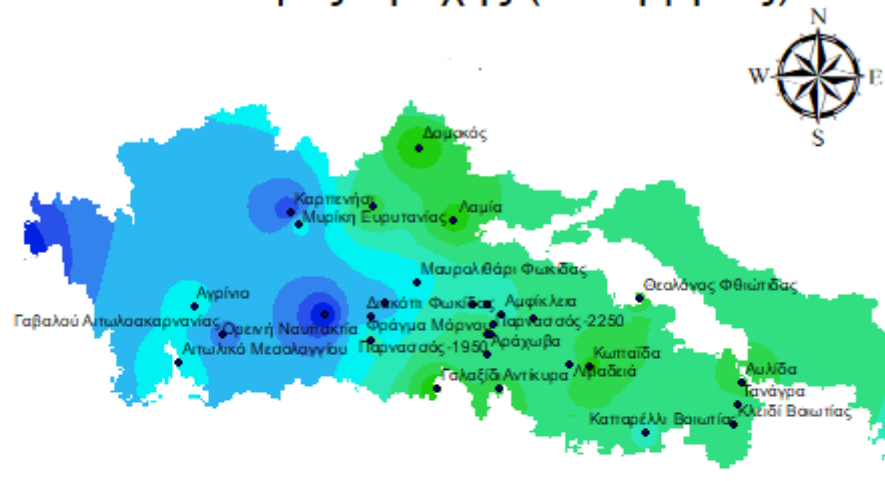 N
W E
S
Δομοκός
Καρπενήσι
Μυρίκη Ευρυτανίας
Λαμία
Μαυρολιθάρι Φωκίδας
Θεολόγος Φθιώτιδας
Αγρίνιο
Διακόπι Φωκίδας
Αμφίκλεια
Γαβαλού Αιτωλοακαρνανίας
Ορεινή Ναυπακτία
Φράγμα Μόρνου
Παρνασσός-2250
Αιτωλικό Μεσολογγίου
Παρνασσός-1950
Αράχωβα
Κωπαΐδα
Γαλαξίδι
Αντίκυρα
Λιβαδειά
Αυλίδα
Τανάγρα
Κλειδί Βοιωτίας
Καπαρέλλι Βοιωτίας